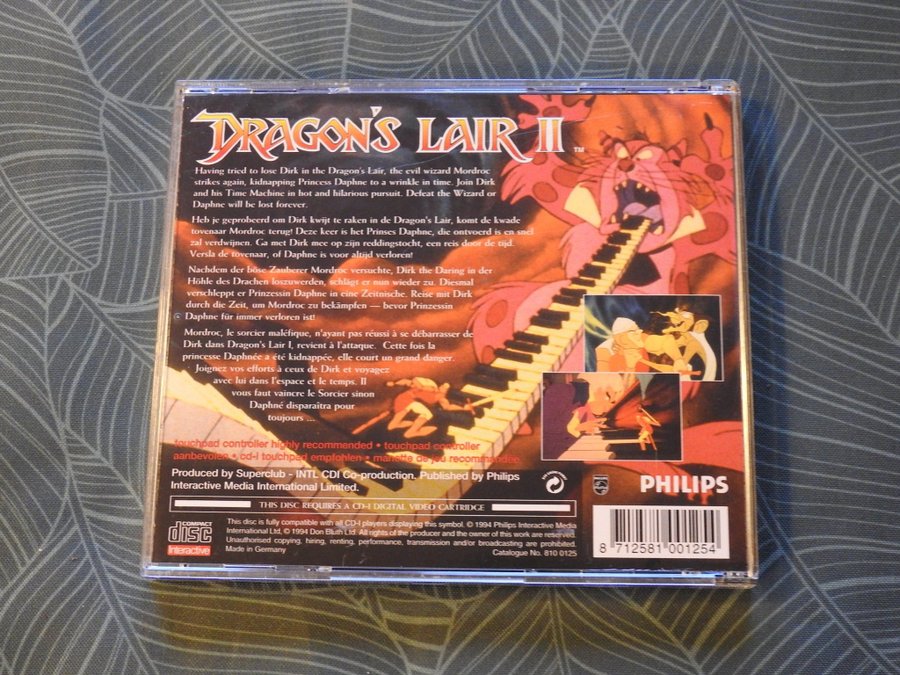 DRAGON'S LAIR II ™
Having tried to lose Dirk in the Dragon's Lair, the evil wizard Mordroc
strikes again, kidnapping Princess Daphne to a wrinkle in time. Join Dirk
and his Time Machine in hot and hilarious pursuit. Defeat the Wizard or
Daphne will be lost forever.
Heb je geprobeerd om Dirk kwijt te raken in de Dragon's Lair, komt de kwade
tovenaar Mordroc terug! Deze keer is het Prinses Daphne, die ontvoerd is en snel
zal verdwijnen. Ga met Dirk mee op zijn reddingstocht, een reis door de tijd.
Versla de tovenaar, of Daphne is voor altijd verloren!
Nachdem der böse Zauberer Mordroc versuchte, Dirk the Daring in der
Höhle des Drachen loszuwerden, schlägt er nun wieder zu. Diesmal
verschleppt er Prinzessin Daphne in eine Zeitnische. Reise mit Dirk
durch die Zeit, um Mordroc zu bekämpfen — bevor Prinzessin
Daphne für immer verloren ist!
Mordroc, le sorcier maléfique, n'ayant pas réussi à se débarrasser de
Dirk dans Dragon's Lair I, revient à l'attaque. Cette fois la
princesse Daphnée a été kidnappée, elle court un grand danger.
Joignez vos efforts à ceux de Dirk et voyagez
avec lui dans l'espace et le temps. Il
vous faut vaincre le Sorcier sinon
Daphné disparaîtra pour
toujours ...
touchpad controller highly recommended • touchpad controller
aanbevolen • cd-i touchpad empfohlen • manette de jeu recommandée
Produced by Superclub - INTL CDI Co-production. Published by Philips
Interactive Media International Limited.
PHILIPS
THIS DISC REQUIRES A CD-I DIGITAL VIDEO CARTRIDGE
COMPACT
disc
Interactive
This disc is fully compatible with all CD-I players displaying this symbol. © 1994 Philips Interactive Media
International Ltd, © 1994 Don Bluth Ltd. All rights of the producer and the owner of this work are reserved.
Unauthorised copying, hiring, renting, performance, transmission and/or broadcasting are prohibited.
Made in Germany Catalogue No. 810 0125
8 712581 001254